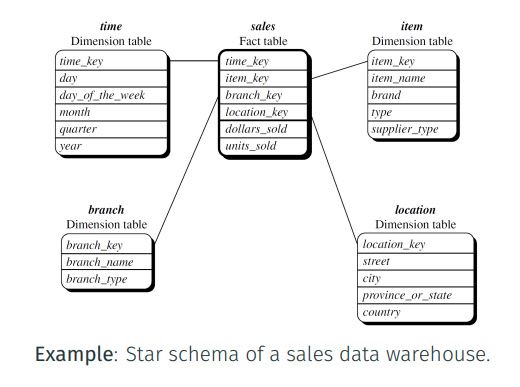 time
Dimension table
time_key
day
day_of_the_week
month
quarter
year
sales
Fact table
time_key
item_key
branch_key
location_key
dollars_sold
units_sold
item
Dimension table
item_key
item_name
brand
type
supplier_type
branch
Dimension table
branch_key
branch_name
branch_type
location
Dimension table
location_key
street
city
province_or_state
country
Example: Star schema of a sales data warehouse.